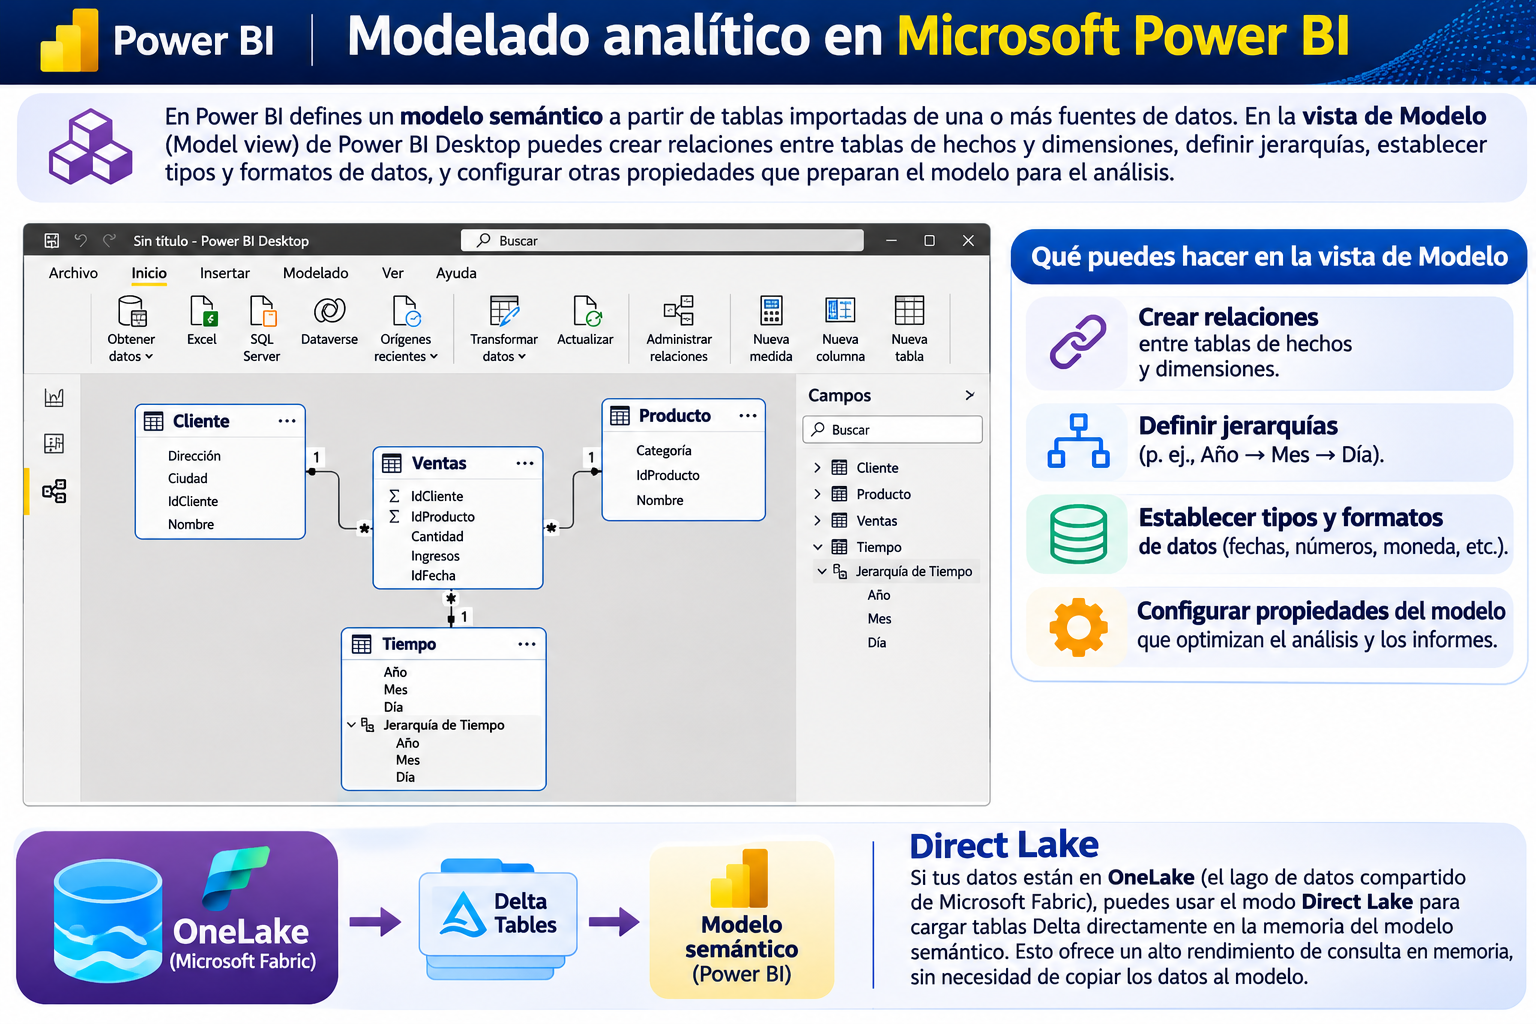 Power BI
Modelado analítico en Microsoft Power BI
En Power BI defines un modelo semántico a partir de tablas importadas de una o más fuentes de datos. En la vista de Modelo
(Model view) de Power BI Desktop puedes crear relaciones entre tablas de hechos y dimensiones, definir jerarquías, establecer
tipos y formatos de datos, y configurar otras propiedades que preparan el modelo para el análisis.
Sin título - Power BI Desktop
Buscar
Archivo
Inicio
Insertar
Modelado
Ver
Ayuda
Obtener
datos
Excel
SQL
Server
Dataverse
Orígenes
recientes
Transformar
datos
Actualizar
Administrar
relaciones
Nueva
medida
Nueva
columna
Nueva
tabla
Cliente
Dirección
Ciudad
IdCliente
Nombre
1
*
Ventas
Σ IdCliente
Σ IdProducto
Cantidad
Ingresos
IdFecha
1
*
Producto
Categoría
IdProducto
Nombre
*
1
Tiempo
Año
Mes
Día
Jerarquía de Tiempo
Año
Mes
Día
Campos
Buscar
Cliente
Producto
Ventas
Tiempo
Jerarquía de Tiempo
Año
Mes
Día
Qué puedes hacer en la vista de Modelo
Crear relaciones
entre tablas de hechos
y dimensiones.
Definir jerarquías
(p. ej., Año → Mes → Día).
Establecer tipos y formatos
de datos (fechas, números, moneda, etc.).
Configurar propiedades del modelo
que optimizan el análisis y los informes.
OneLake
(Microsoft Fabric)
Delta
Tables
Modelo
semántico
(Power BI)
Direct Lake
Si tus datos están en OneLake (el lago de datos compartido
de Microsoft Fabric), puedes usar el modo Direct Lake para
cargar tablas Delta directamente en la memoria del modelo
semántico. Esto ofrece un alto rendimiento de consulta en memoria,
sin necesidad de copiar los datos al modelo.